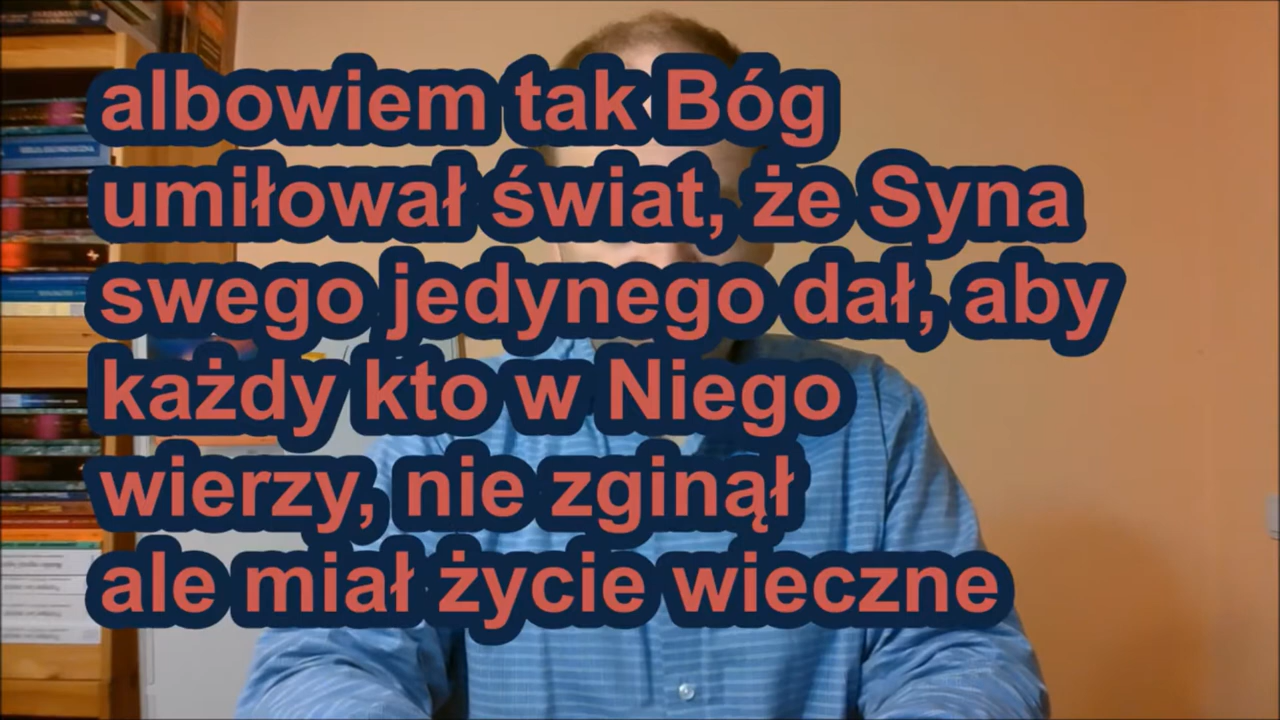 albowiem tak Bóg
umiłował świat, że Syna
swego jedynego dał, aby
każdy kto w Niego
wierzy, nie zginął
ale miał życie wieczne